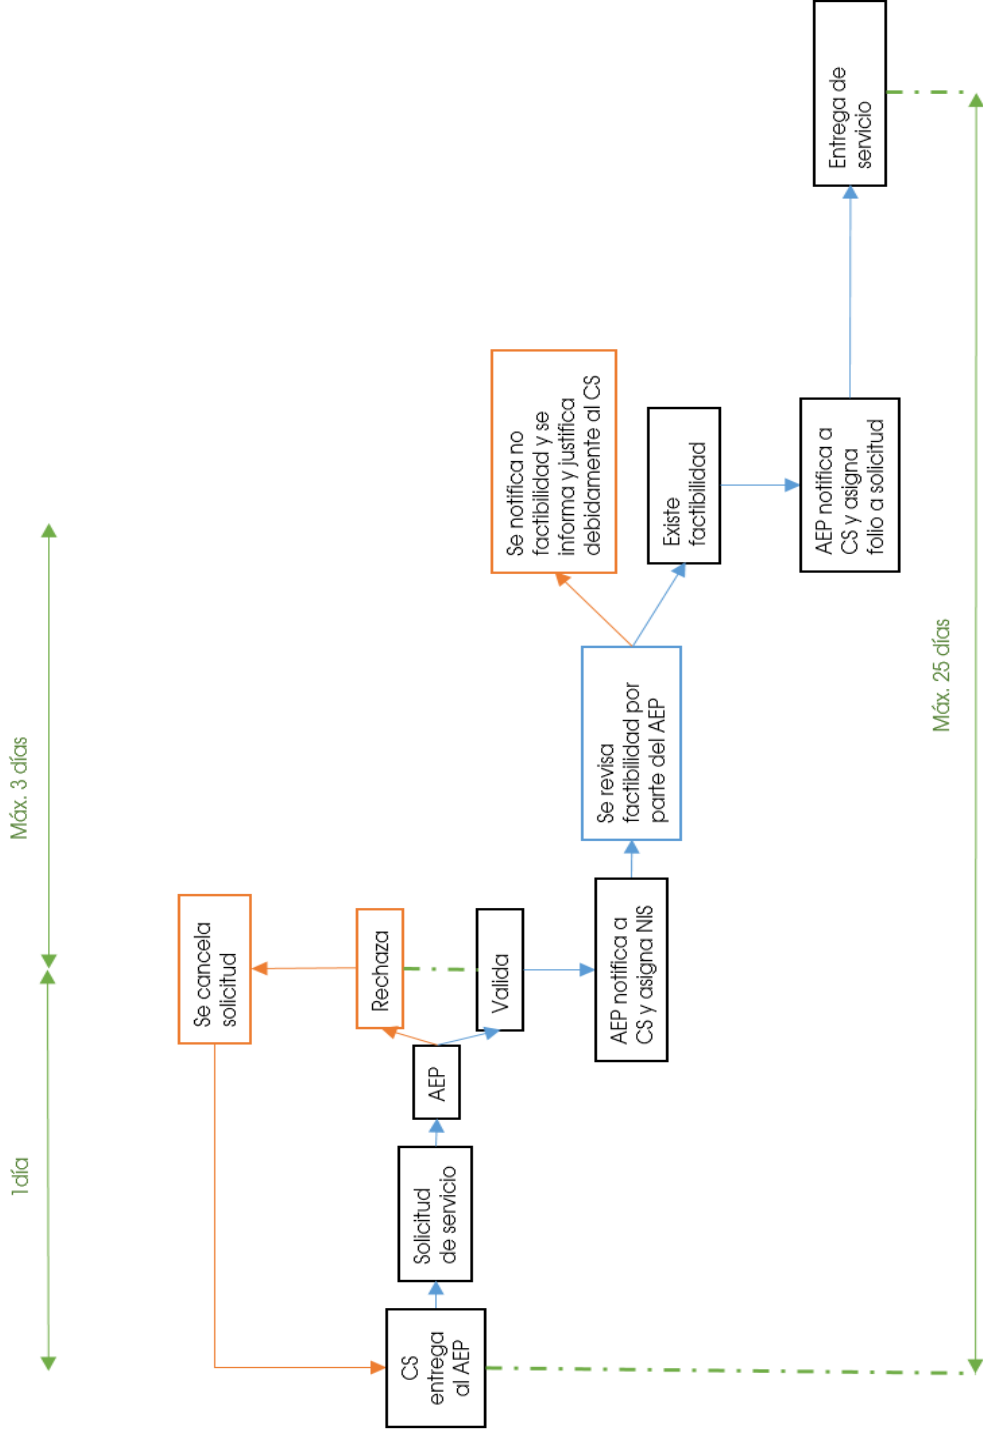 1día
Máx. 3 días
Se cancela
solicitud
Rechaza
CS
entrega
al AEP
Solicitud
de servicio
AEP
Valida
AEP notifica a
CS y asigna NIS
Se revisa
factibilidad por
parte del AEP
Se notifica no
factibilidad y se
informa y justifica
debidamente al CS
Existe
factibilidad
AEP notifica a
CS y asigna
folio a solicitud
Entrega de
servicio
Máx. 25 días